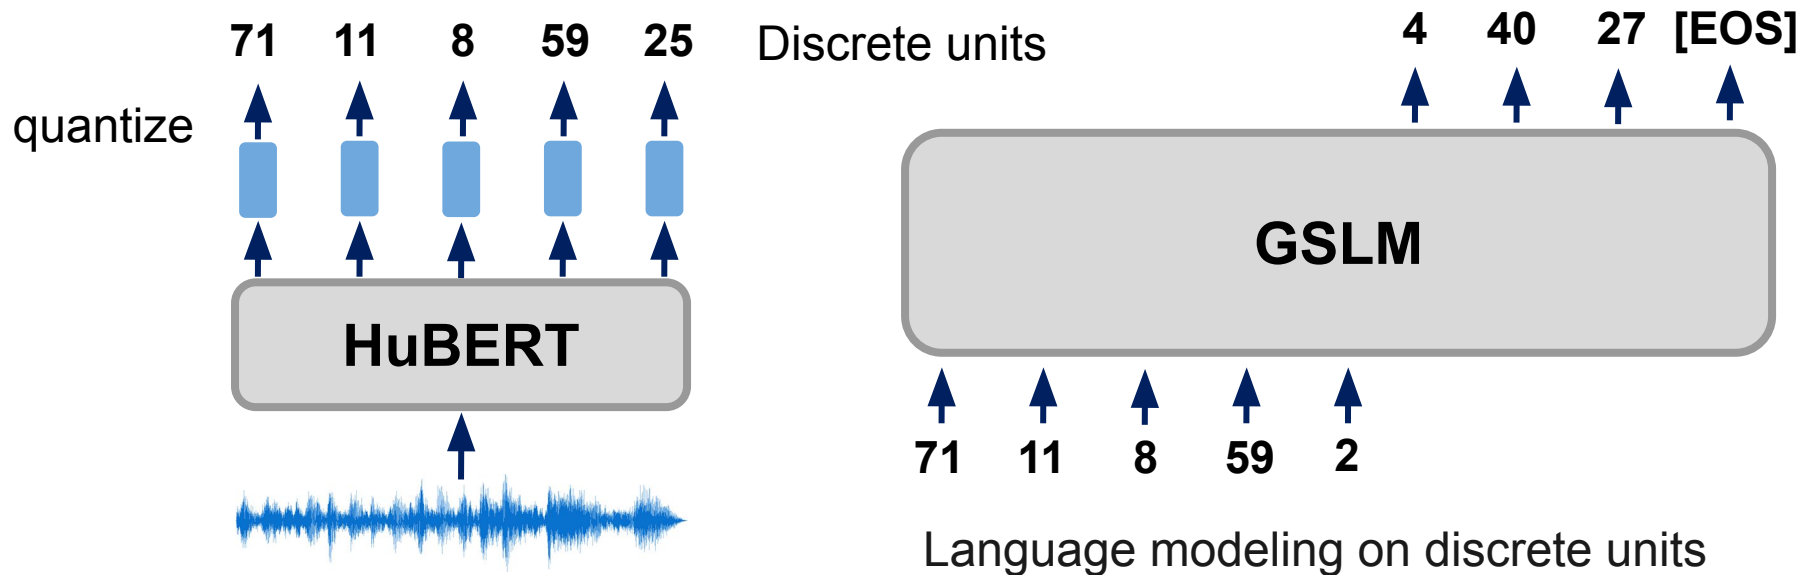 71 11 8 59 25 Discrete units
quantize
HuBERT
4 40 27 [EOS]
GSLM
71 11 8 59 2
Language modeling on discrete units